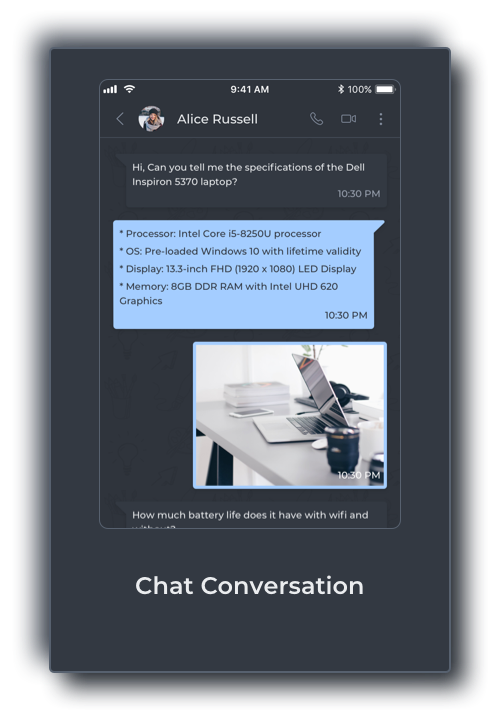 9:41 AM
100%
Alice Russell
Hi, Can you tell me the specifications of the Dell
Inspiron 5370 laptop?
10:30 PM
* Processor: Intel Core i5-8250U processor
* OS: Pre-loaded Windows 10 with lifetime validity
* Display: 13.3-inch FHD (1920 x 1080) LED Display
* Memory: 8GB DDR RAM with Intel UHD 620
Graphics
10:30 PM
10:30 PM
How much battery life does it have with wifi and
without?
Chat Conversation